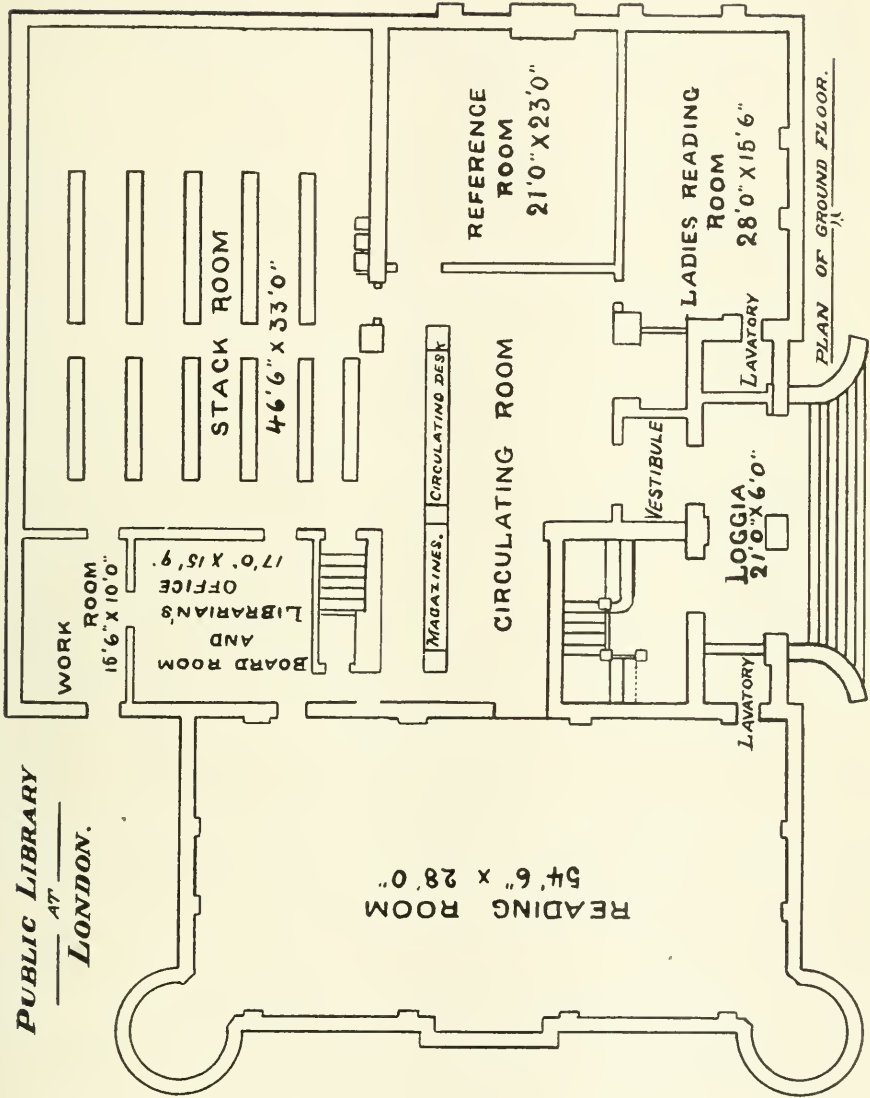 PUBLIC LIBRARY
AT
LONDON.
WORK
ROOM
15'6" X 10'0"
BOARD ROOM
AND
LIBRARIAN'S
OFFICE
17'0" X 15'9"
STACK ROOM
46'6" X 33'0"
MAGAZINES.
CIRCULATING DESK
CIRCULATING ROOM
REFERENCE
ROOM
21'0" X 23'0"
LADIES READING
ROOM
28'0" X 15'6"
READING ROOM
54'6" X 28'0"
VESTIBULE
LOGGIA
21'0" X 6'0"
LAVATORY
LAVATORY
PLAN OF GROUND FLOOR.